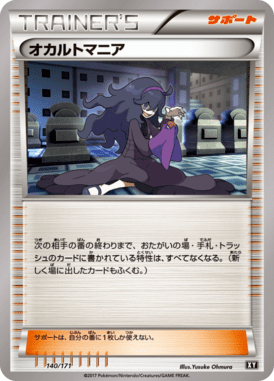 TRAINER'S
サポート
オカルトマニア
次の相手の番の終わりまで、おたがいの場・手札・トラッ
シュのカードに書かれている特性は、すべてなくなる。（新
しく場に出したカードもふくむ。）
サポートは、自分の番に1枚しか使えない。
Illus.Yusuke Ohmura
140/171
XY
©2017 Pokémon/Nintendo/Creatures/GAME FREAK.